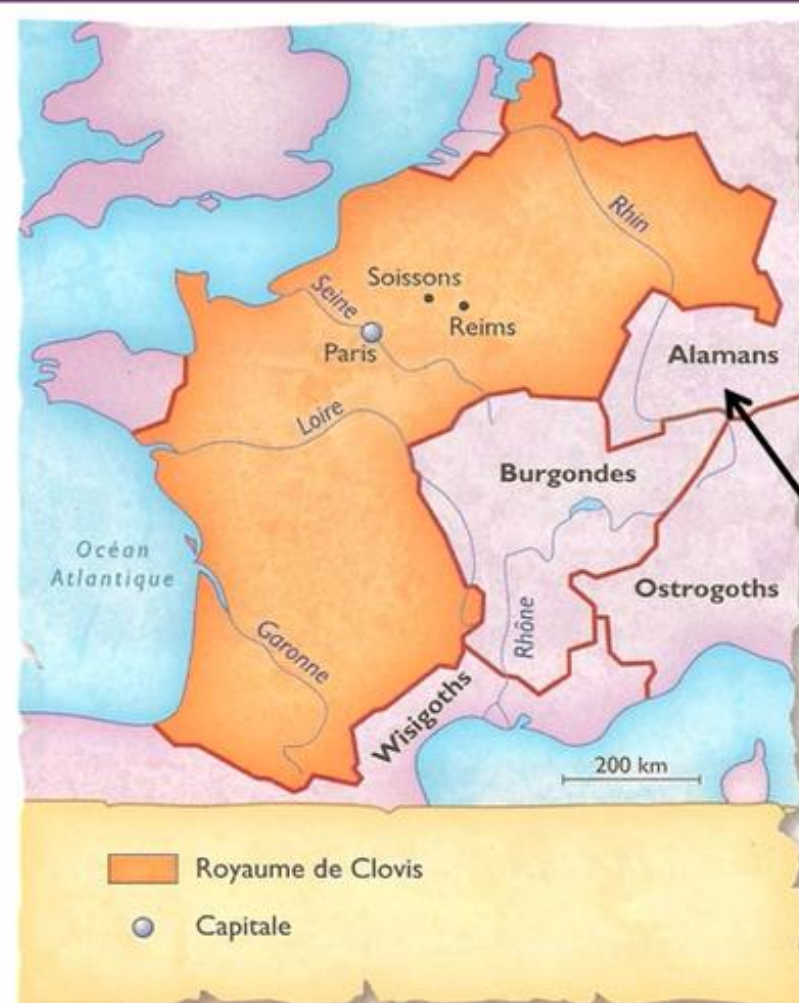 Rhin
Soissons
Seine
Reims
Paris
Alamans
Loire
Burgondes
Océan
Atlantique
Ostrogoths
Rhône
Garonne
Wisigoths
200 km
Royaume de Clovis
Capitale